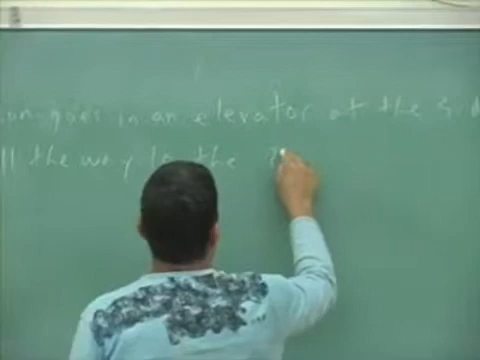 goes in an elevator at the
the way to the